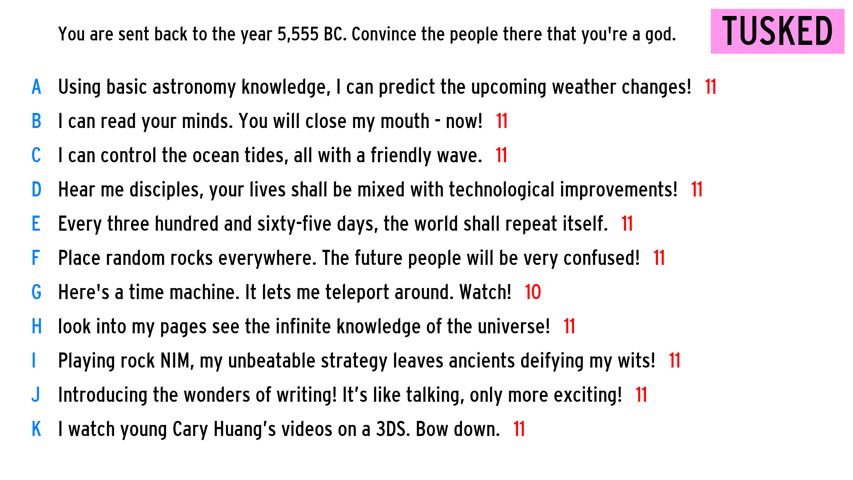 You are sent back to the year 5,555 BC. Convince the people there that you're a god.
TUSKED
A Using basic astronomy knowledge, I can predict the upcoming weather changes! 11
B I can read your minds. You will close my mouth - now! 11
C I can control the ocean tides, all with a friendly wave. 11
D Hear me disciples, your lives shall be mixed with technological improvements! 11
E Every three hundred and sixty-five days, the world shall repeat itself. 11
F Place random rocks everywhere. The future people will be very confused! 11
G Here's a time machine. It lets me teleport around. Watch! 10
H look into my pages see the infinite knowledge of the universe! 11
I Playing rock NIM, my unbeatable strategy leaves ancients deifying my wits! 11
J Introducing the wonders of writing! It’s like talking, only more exciting! 11
K I watch young Cary Huang’s videos on a 3DS. Bow down. 11